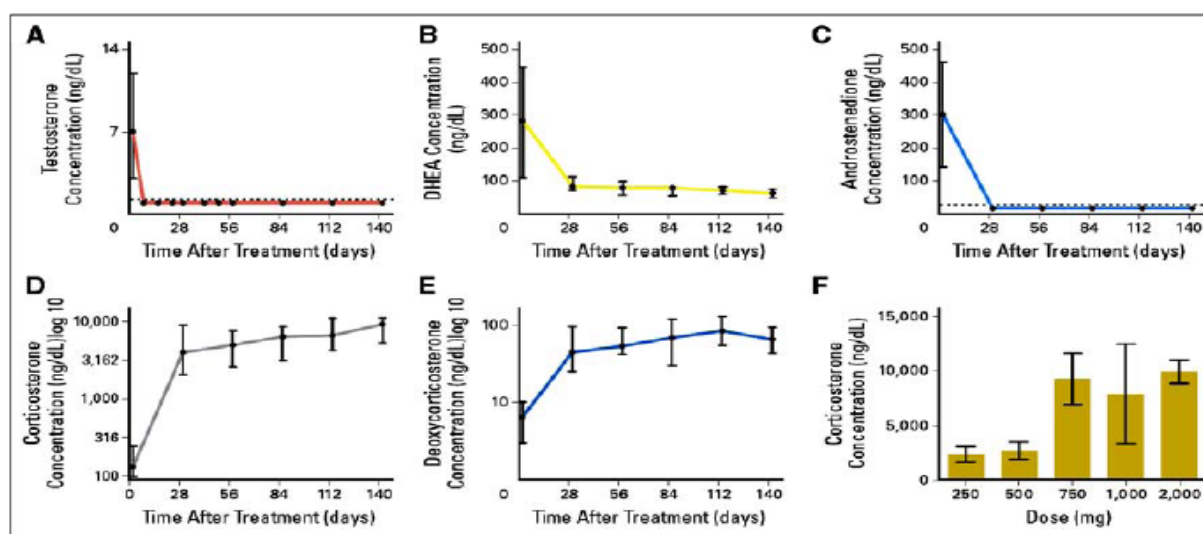 A
Testosterone
Concentration (ng/dL)
14
7
0
28
56
84
112
140
Time After Treatment (days)
B
DHEA Concentration
(ng/dL)
500
400
300
200
100
0
28
56
84
112
140
Time After Treatment (days)
C
Androstenedione
Concentration (ng/dL)
500
400
300
200
100
0
28
56
84
112
140
Time After Treatment (days)
D
Corticosterone
Concentration (ng/dL)log 10
10,000
3,162
1,000
316
100
0
28
56
84
112
140
Time After Treatment (days)
E
Deoxycorticosterone
Concentration (ng/dL)log 10
100
10
0
28
56
84
112
140
Time After Treatment (days)
F
Corticosterone
Concentration (ng/dL)
15,000
10,000
5,000
0
250
500
750
1,000
2,000
Dose (mg)